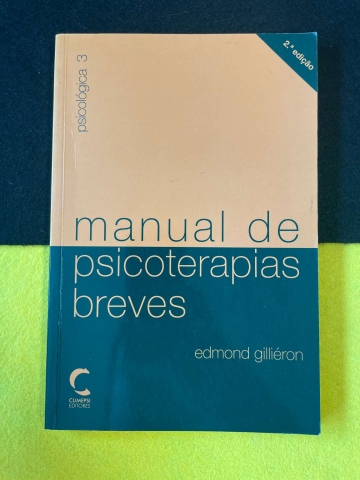 psicológica 3
2.ª edição
manual de
psicoterapias
breves
edmond gilliéron
CLIMEPSI
EDITORES